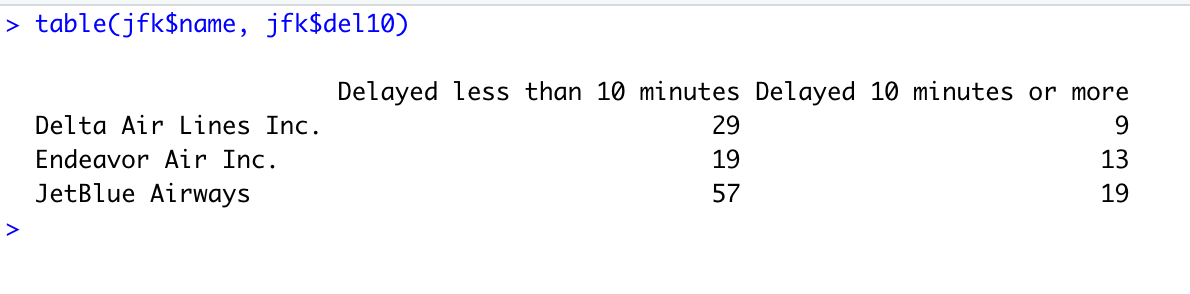 > table(jfk$name, jfk$del10)
Delayed less than 10 minutes Delayed 10 minutes or more
Delta Air Lines Inc. 29 9
Endeavor Air Inc. 19 13
JetBlue Airways 57 19
>